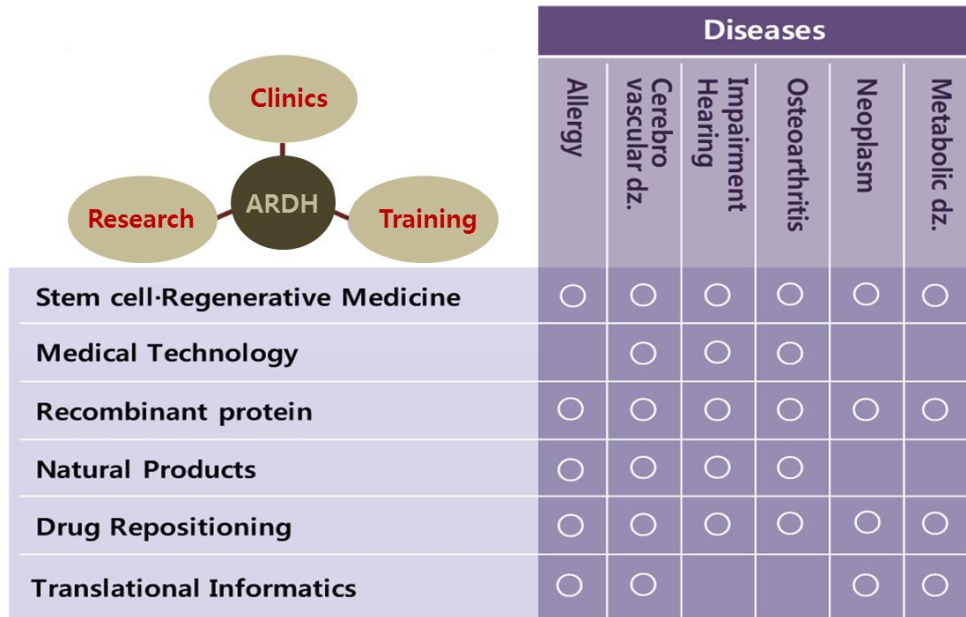 Diseases
Clinics
ARDH
Research
Training
Allergy
Cerebro
vascular dz.
Impairment
Hearing
Osteoarthritis
Neoplasm
Metabolic dz.
Stem cell·Regenerative Medicine
Medical Technology
Recombinant protein
Natural Products
Drug Repositioning
Translational Informatics